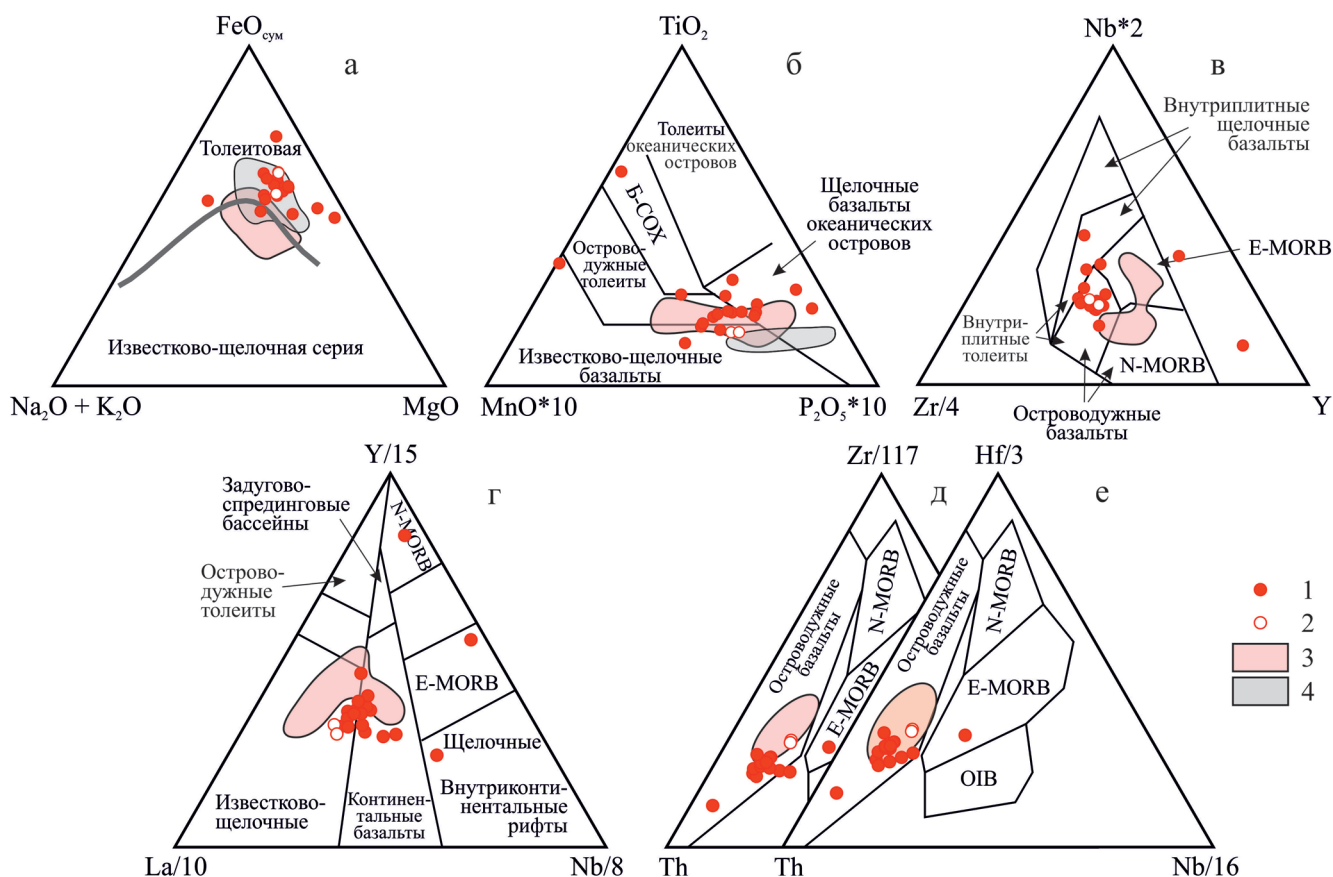 FeOсум
а
Толеитовая
Известково-щелочная серия
Na2O + K2O
MgO
TiO2
б
Толеиты
океанических
островов
Б-СОХ
Щелочные
базальты
океанических
островов
Острово-
дужные
толеиты
Известково-щелочные
базальты
MnO*10
P2O5*10
Nb*2
в
Внутриплитные
щелочные
базальты
E-MORB
Внутри-
плитные
толеиты
N-MORB
Островодужные
базальты
Zr/4
Y
Y/15
г
Задугово-
спрединговые
бассейны
N-MORB
Острово-
дужные
толеиты
E-MORB
Щелочные
Известково-
щелочные
Континен-
тальные
базальты
Внутриконти-
нентальные
рифты
La/10
Nb/8
Zr/117
д
Островодужные
базальты
N-MORB
E-MORB
Th
Hf/3
е
Островодужные
базальты
N-MORB
E-MORB
OIB
Th
Nb/16
1
2
3
4